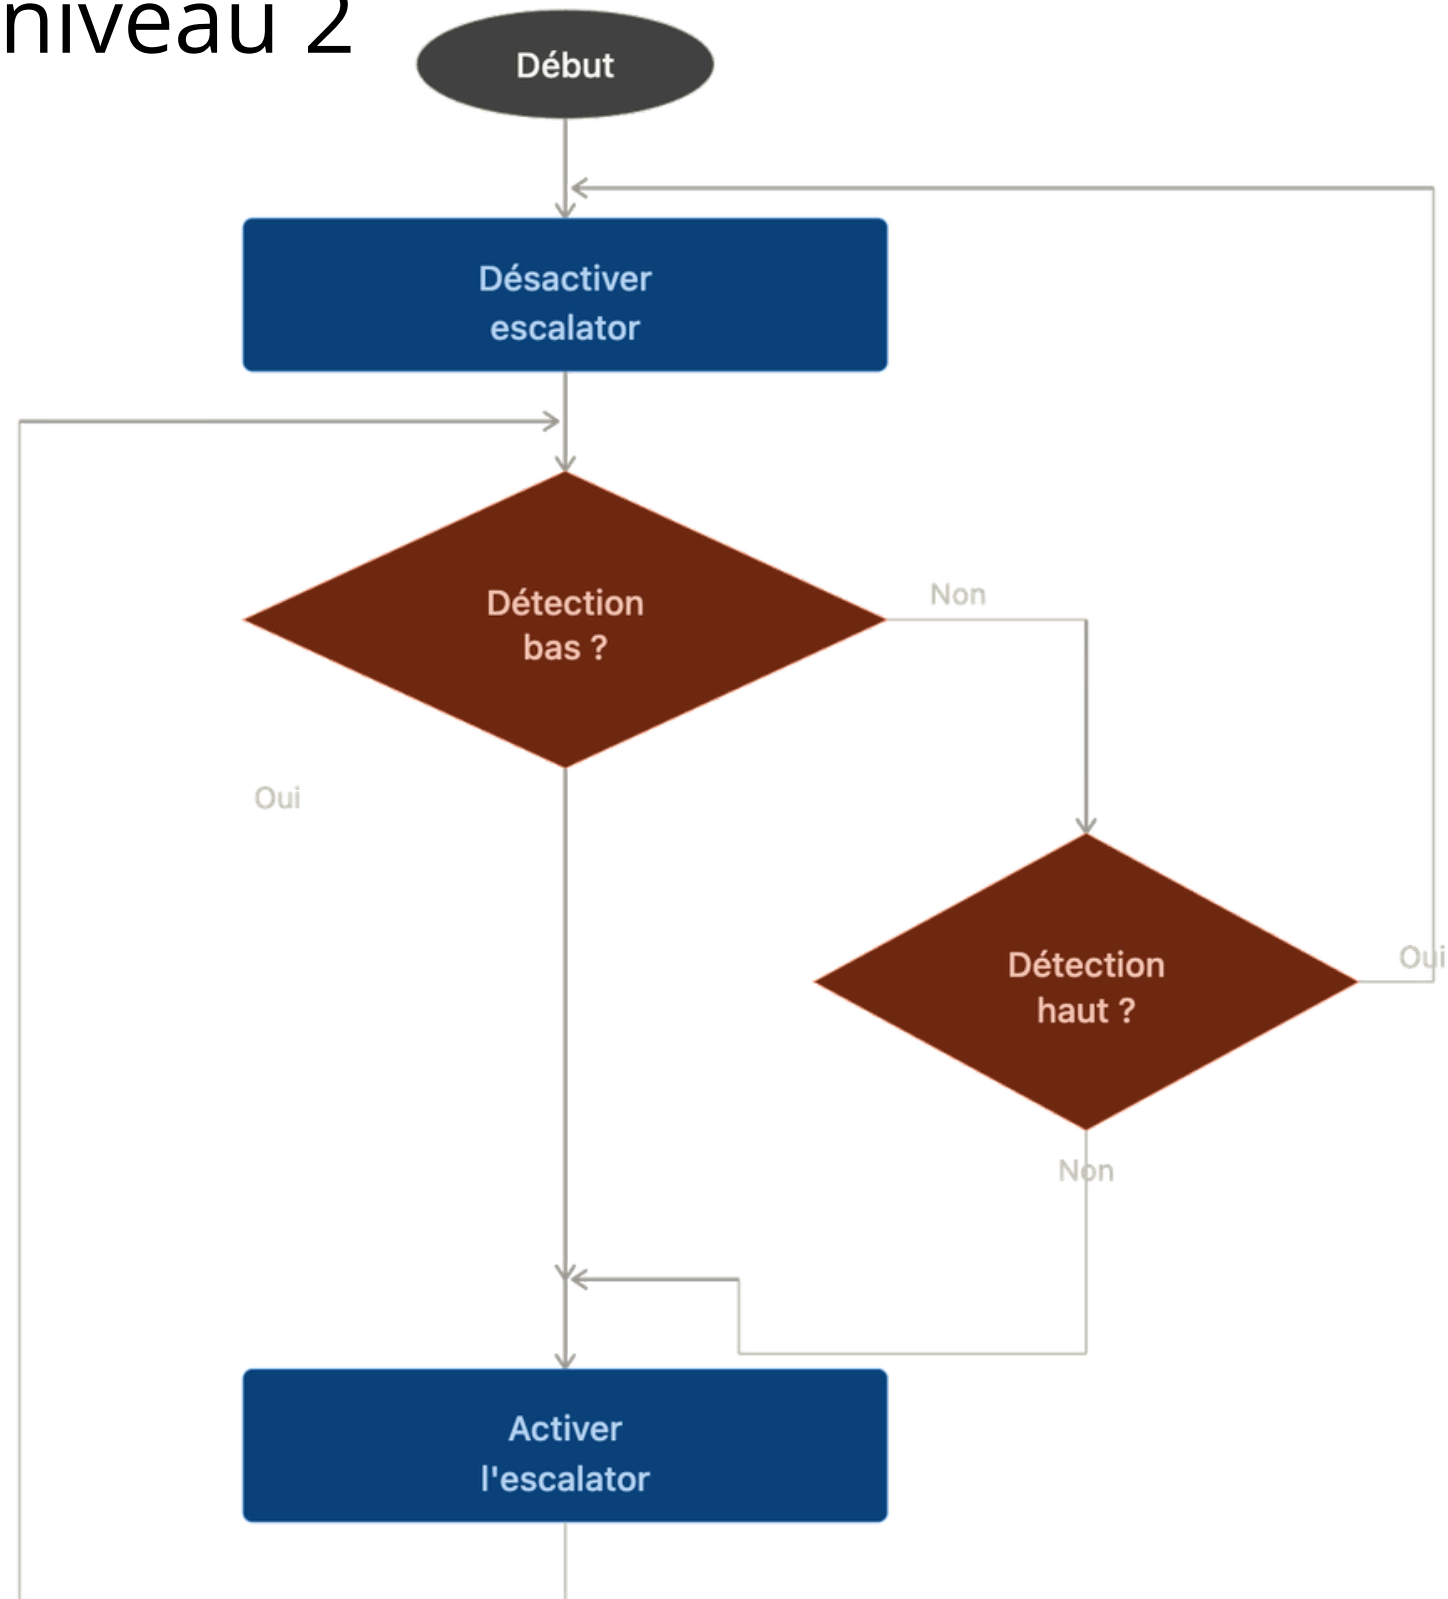 niveau 2
Début
Désactiver
escalator
Détection
bas ?
Non
Oui
Détection
haut ?
Oui
Non
Activer
l'escalator